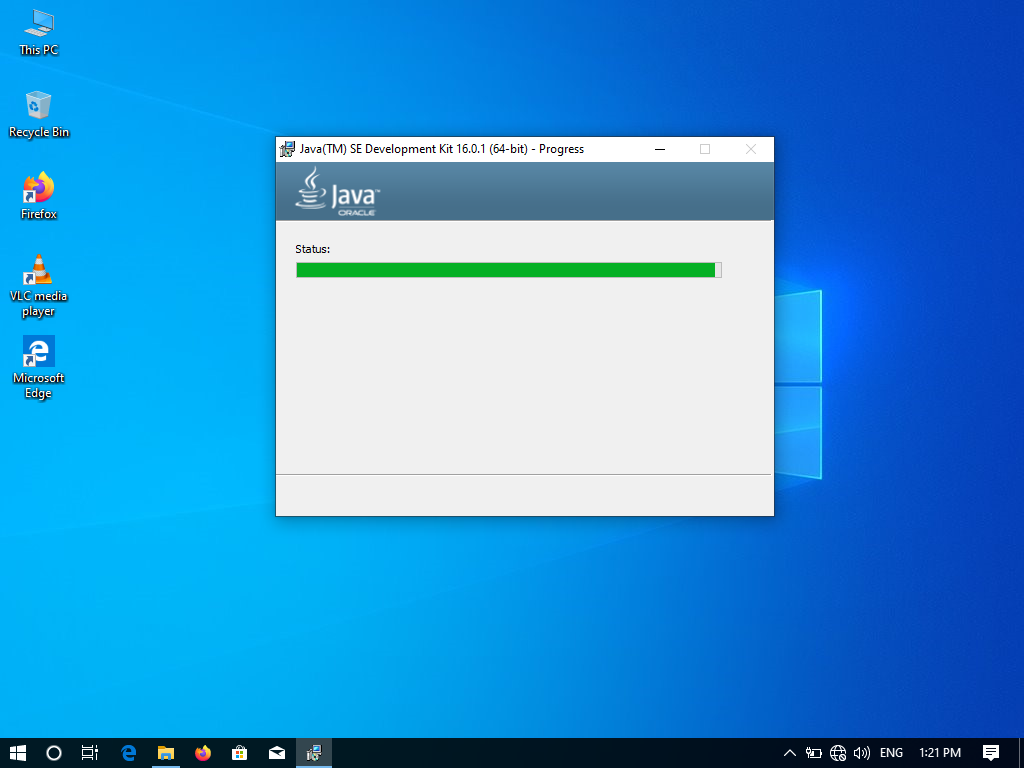 This PC
Recycle Bin
Firefox
VLC media
player
Microsoft
Edge
Java(TM) SE Development Kit 16.0.1 (64-bit) - Progress
Java™
ORACLE
Status:
ENG
1:21 PM